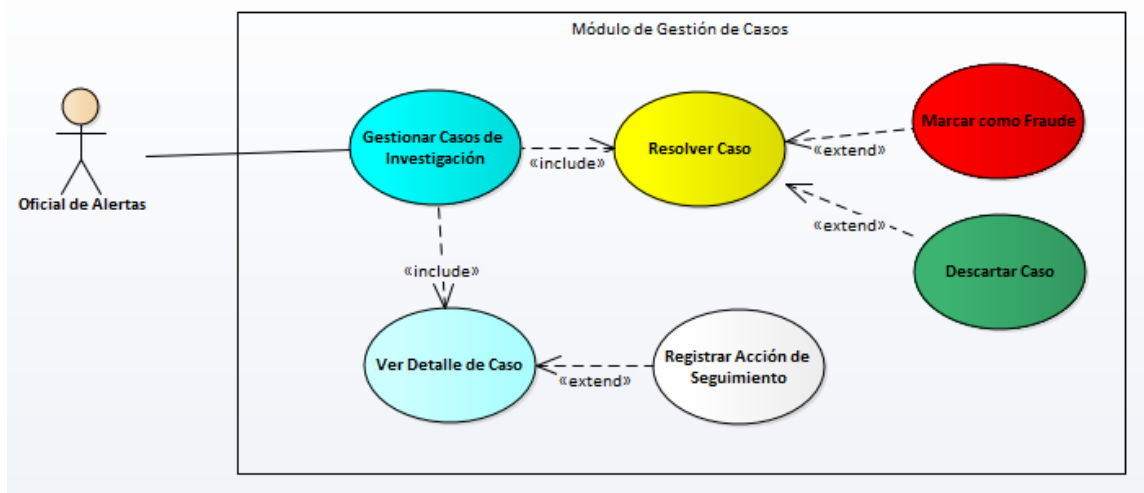 Módulo de Gestión de Casos
Oficial de Alertas
Gestionar Casos de
Investigación
«include»
Resolver Caso
«extend»
Marcar como Fraude
«extend»
Descartar Caso
«include»
Ver Detalle de Caso
«extend»
Registrar Acción de
Seguimiento